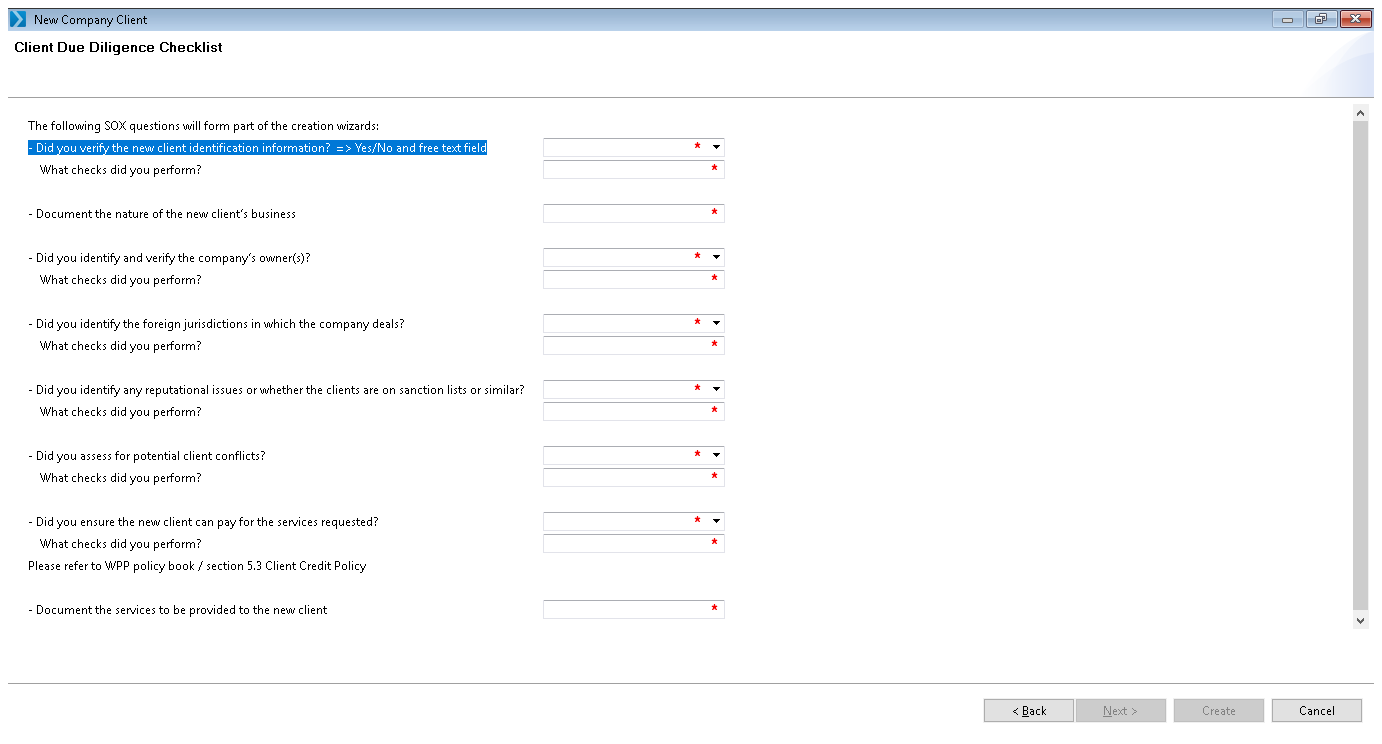 New Company Client
Client Due Diligence Checklist
The following SOX questions will form part of the creation wizards:
- Did you verify the new client identification information?  => Yes/No and free text field
*
What checks did you perform?
*
- Document the nature of the new client's business
*
- Did you identify and verify the company's owner(s)?
*
What checks did you perform?
*
- Did you identify the foreign jurisdictions in which the company deals?
*
What checks did you perform?
*
- Did you identify any reputational issues or whether the clients are on sanction lists or similar?
*
What checks did you perform?
*
- Did you assess for potential client conflicts?
*
What checks did you perform?
*
- Did you ensure the new client can pay for the services requested?
*
What checks did you perform?
*
Please refer to WPP policy book / section 5.3 Client Credit Policy
- Document the services to be provided to the new client
*
< Back
Next >
Create
Cancel